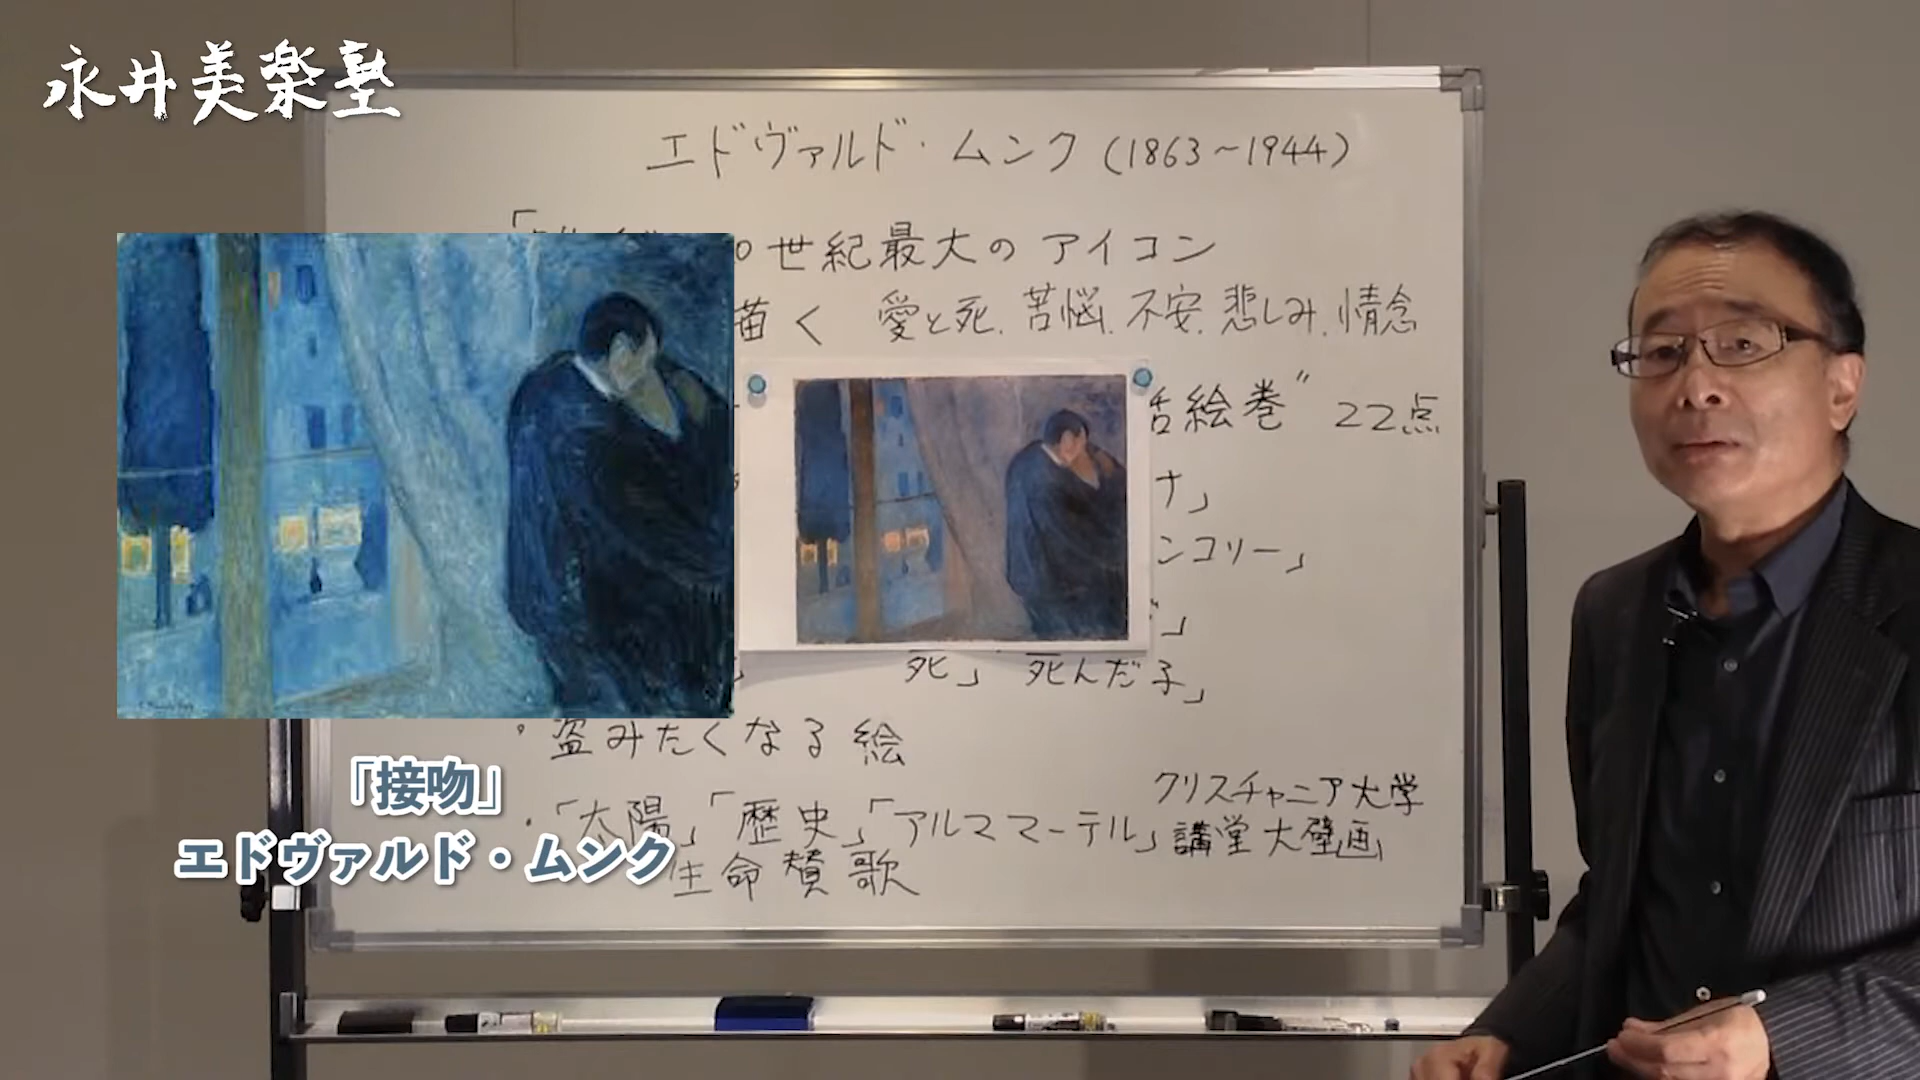 永井美楽塾
エドヴァルド・ムンク(1863～1944)
世紀最大のアイコン
描く 愛と死、苦悩、不安、悲しみ、情念
絵巻” 22点
ナ」
ンコリー」
」
死」 死んだ子」
・盗みたくなる絵
「接吻」
クリスチャニア大学
・「太陽」「歴史」「アルママーテル」講堂大壁画
エドヴァルド・ムンク
生命賛歌